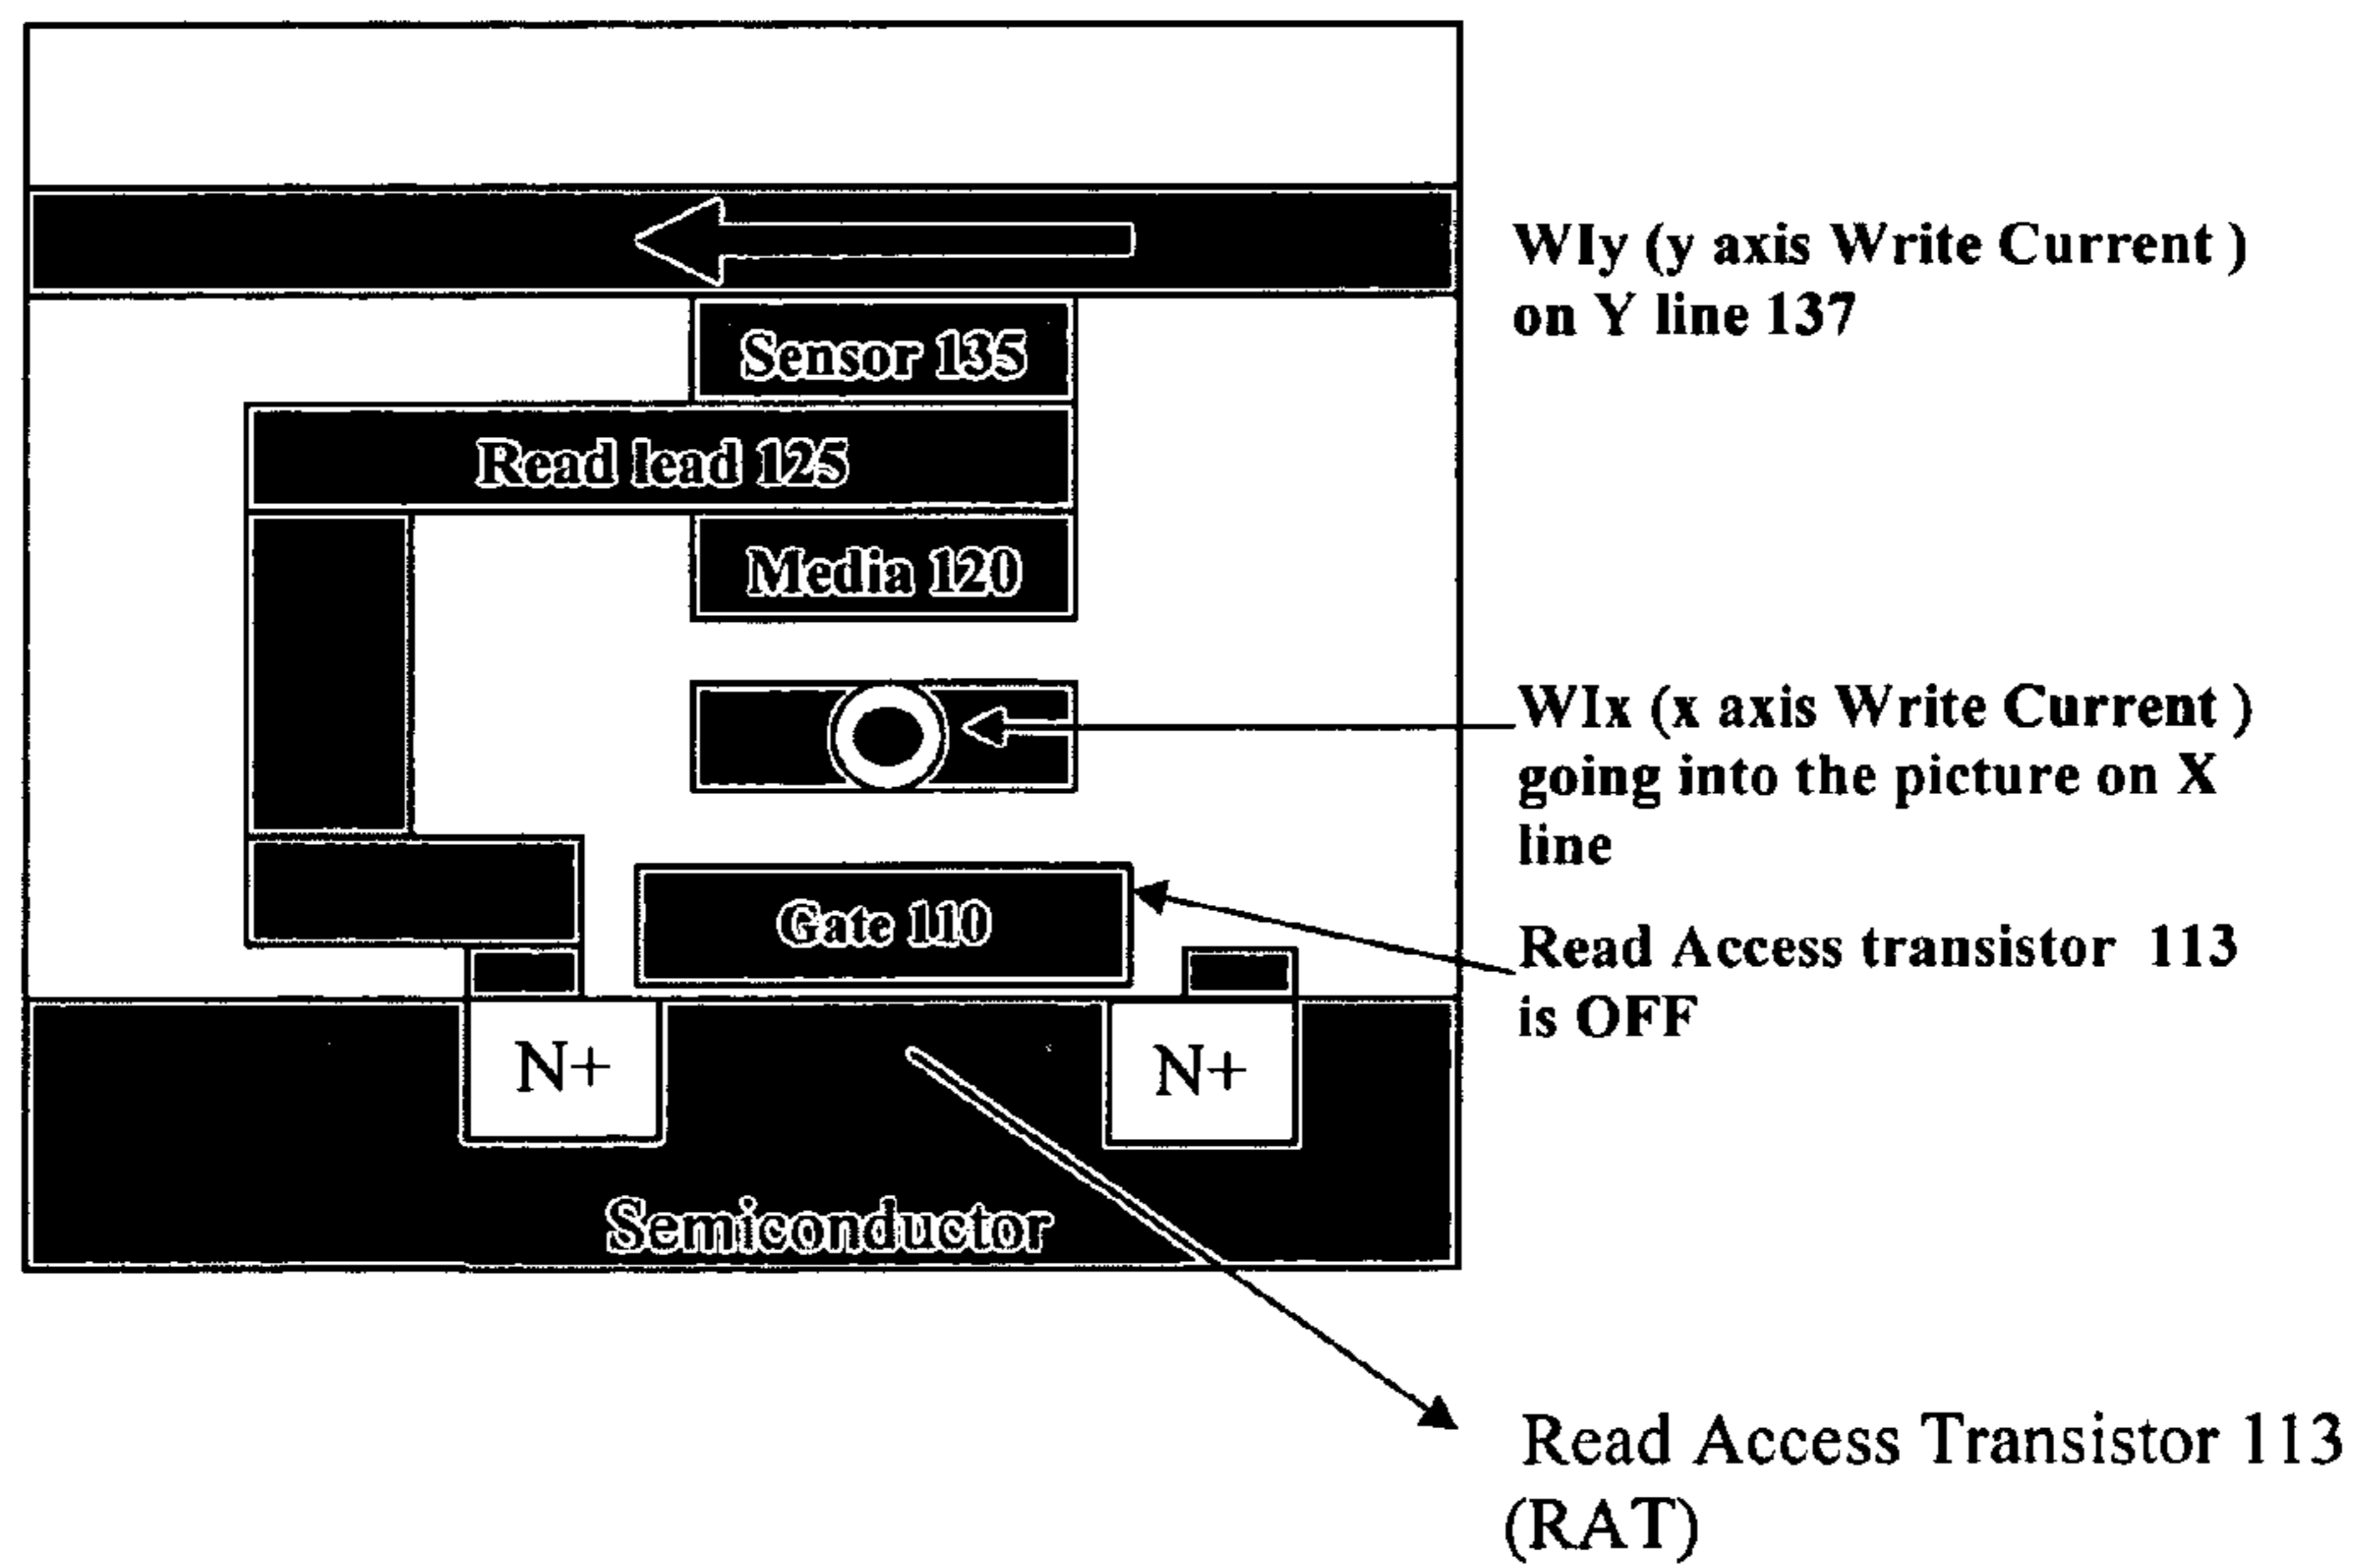 WIy (y axis Write Current )
on Y line 137
Sensor 135
Read lead 125
Media 120
WIx (x axis Write Current )
going into the picture on X
line
Gate 110
Read Access transistor 113
is OFF
N+
N+
Semiconductor
Read Access Transistor 113
(RAT)